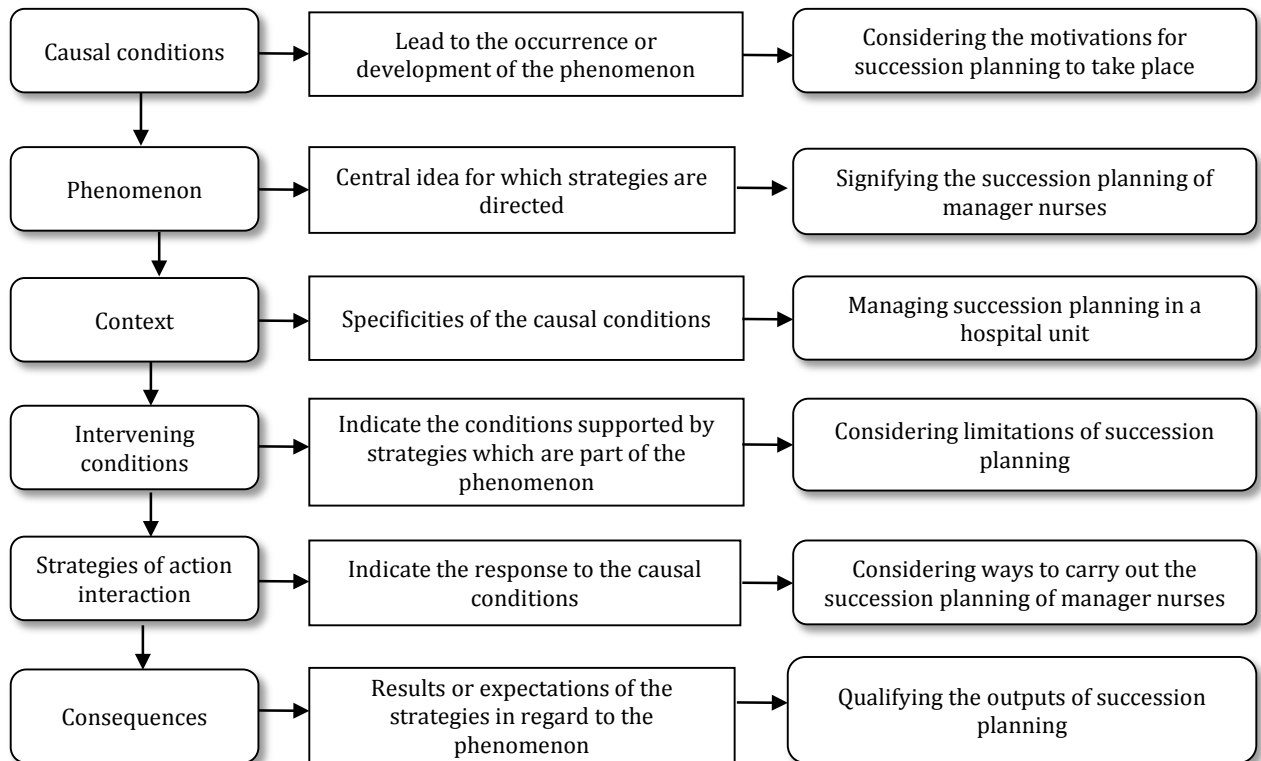 Causal conditions
Lead to the occurrence or
development of the phenomenon
Considering the motivations for
succession planning to take place
Phenomenon
Central idea for which strategies are
directed
Signifying the succession planning of
manager nurses
Context
Specificities of the causal conditions
Managing succession planning in a
hospital unit
Intervening
conditions
Indicate the conditions supported by
strategies which are part of the
phenomenon
Considering limitations of succession
planning
Strategies of action
interaction
Indicate the response to the causal
conditions
Considering ways to carry out the
succession planning of manager nurses
Consequences
Results or expectations of the
strategies in regard to the
phenomenon
Qualifying the outputs of succession
planning